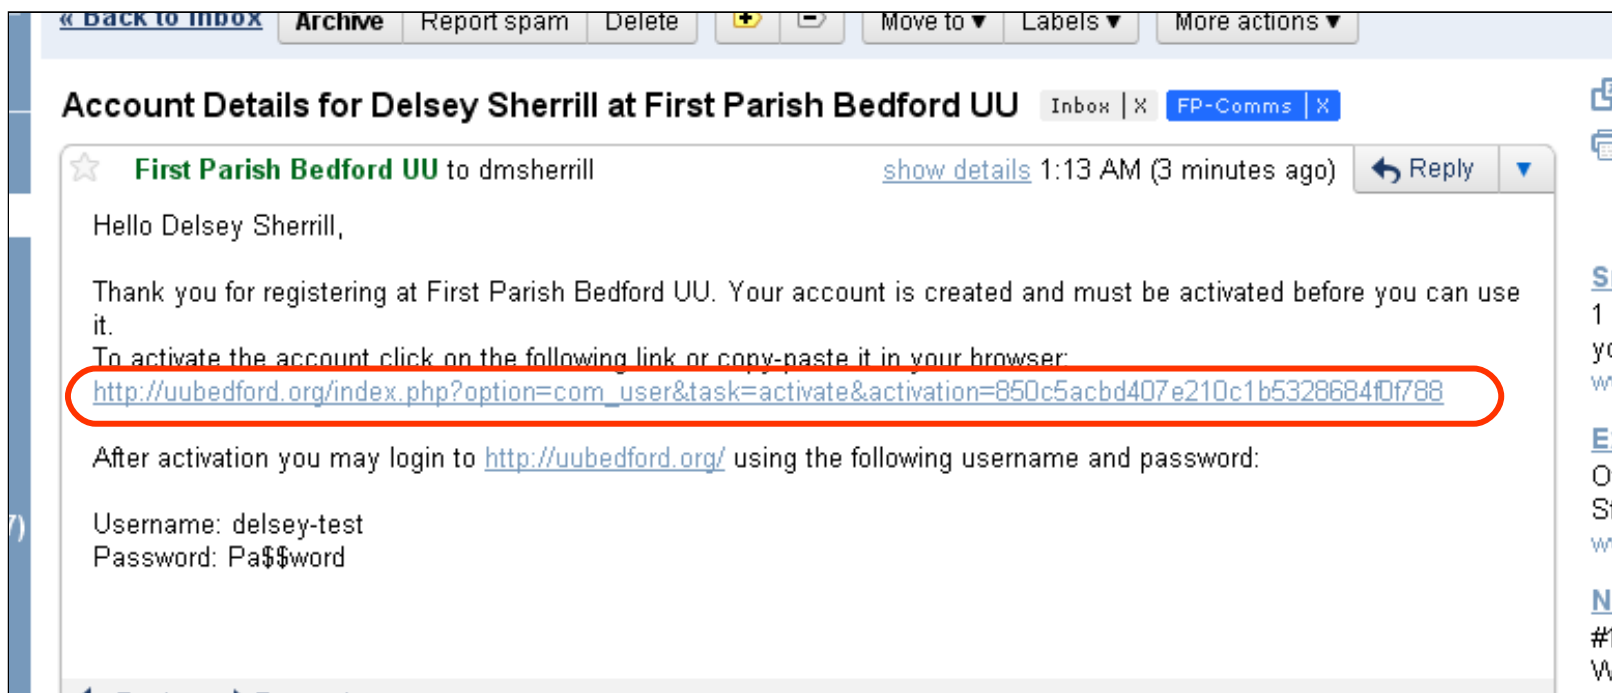 « Back to Inbox Archive Report spam Delete Move to ▼ Labels ▼ More actions ▼
Account Details for Delsey Sherrill at First Parish Bedford UU Inbox | X FP-Comms | X
First Parish Bedford UU to dmsherrill show details 1:13 AM (3 minutes ago) Reply ▼
Hello Delsey Sherrill,
Thank you for registering at First Parish Bedford UU. Your account is created and must be activated before you can use
it.
To activate the account click on the following link or copy-paste it in your browser:
http://uubedford.org/index.php?option=com_user&task=activate&activation=850c5acbd407e210c1b5328684f0f788
After activation you may login to http://uubedford.org/ using the following username and password:
Username: delsey-test
Password: Pa$$word
7)
1
#1